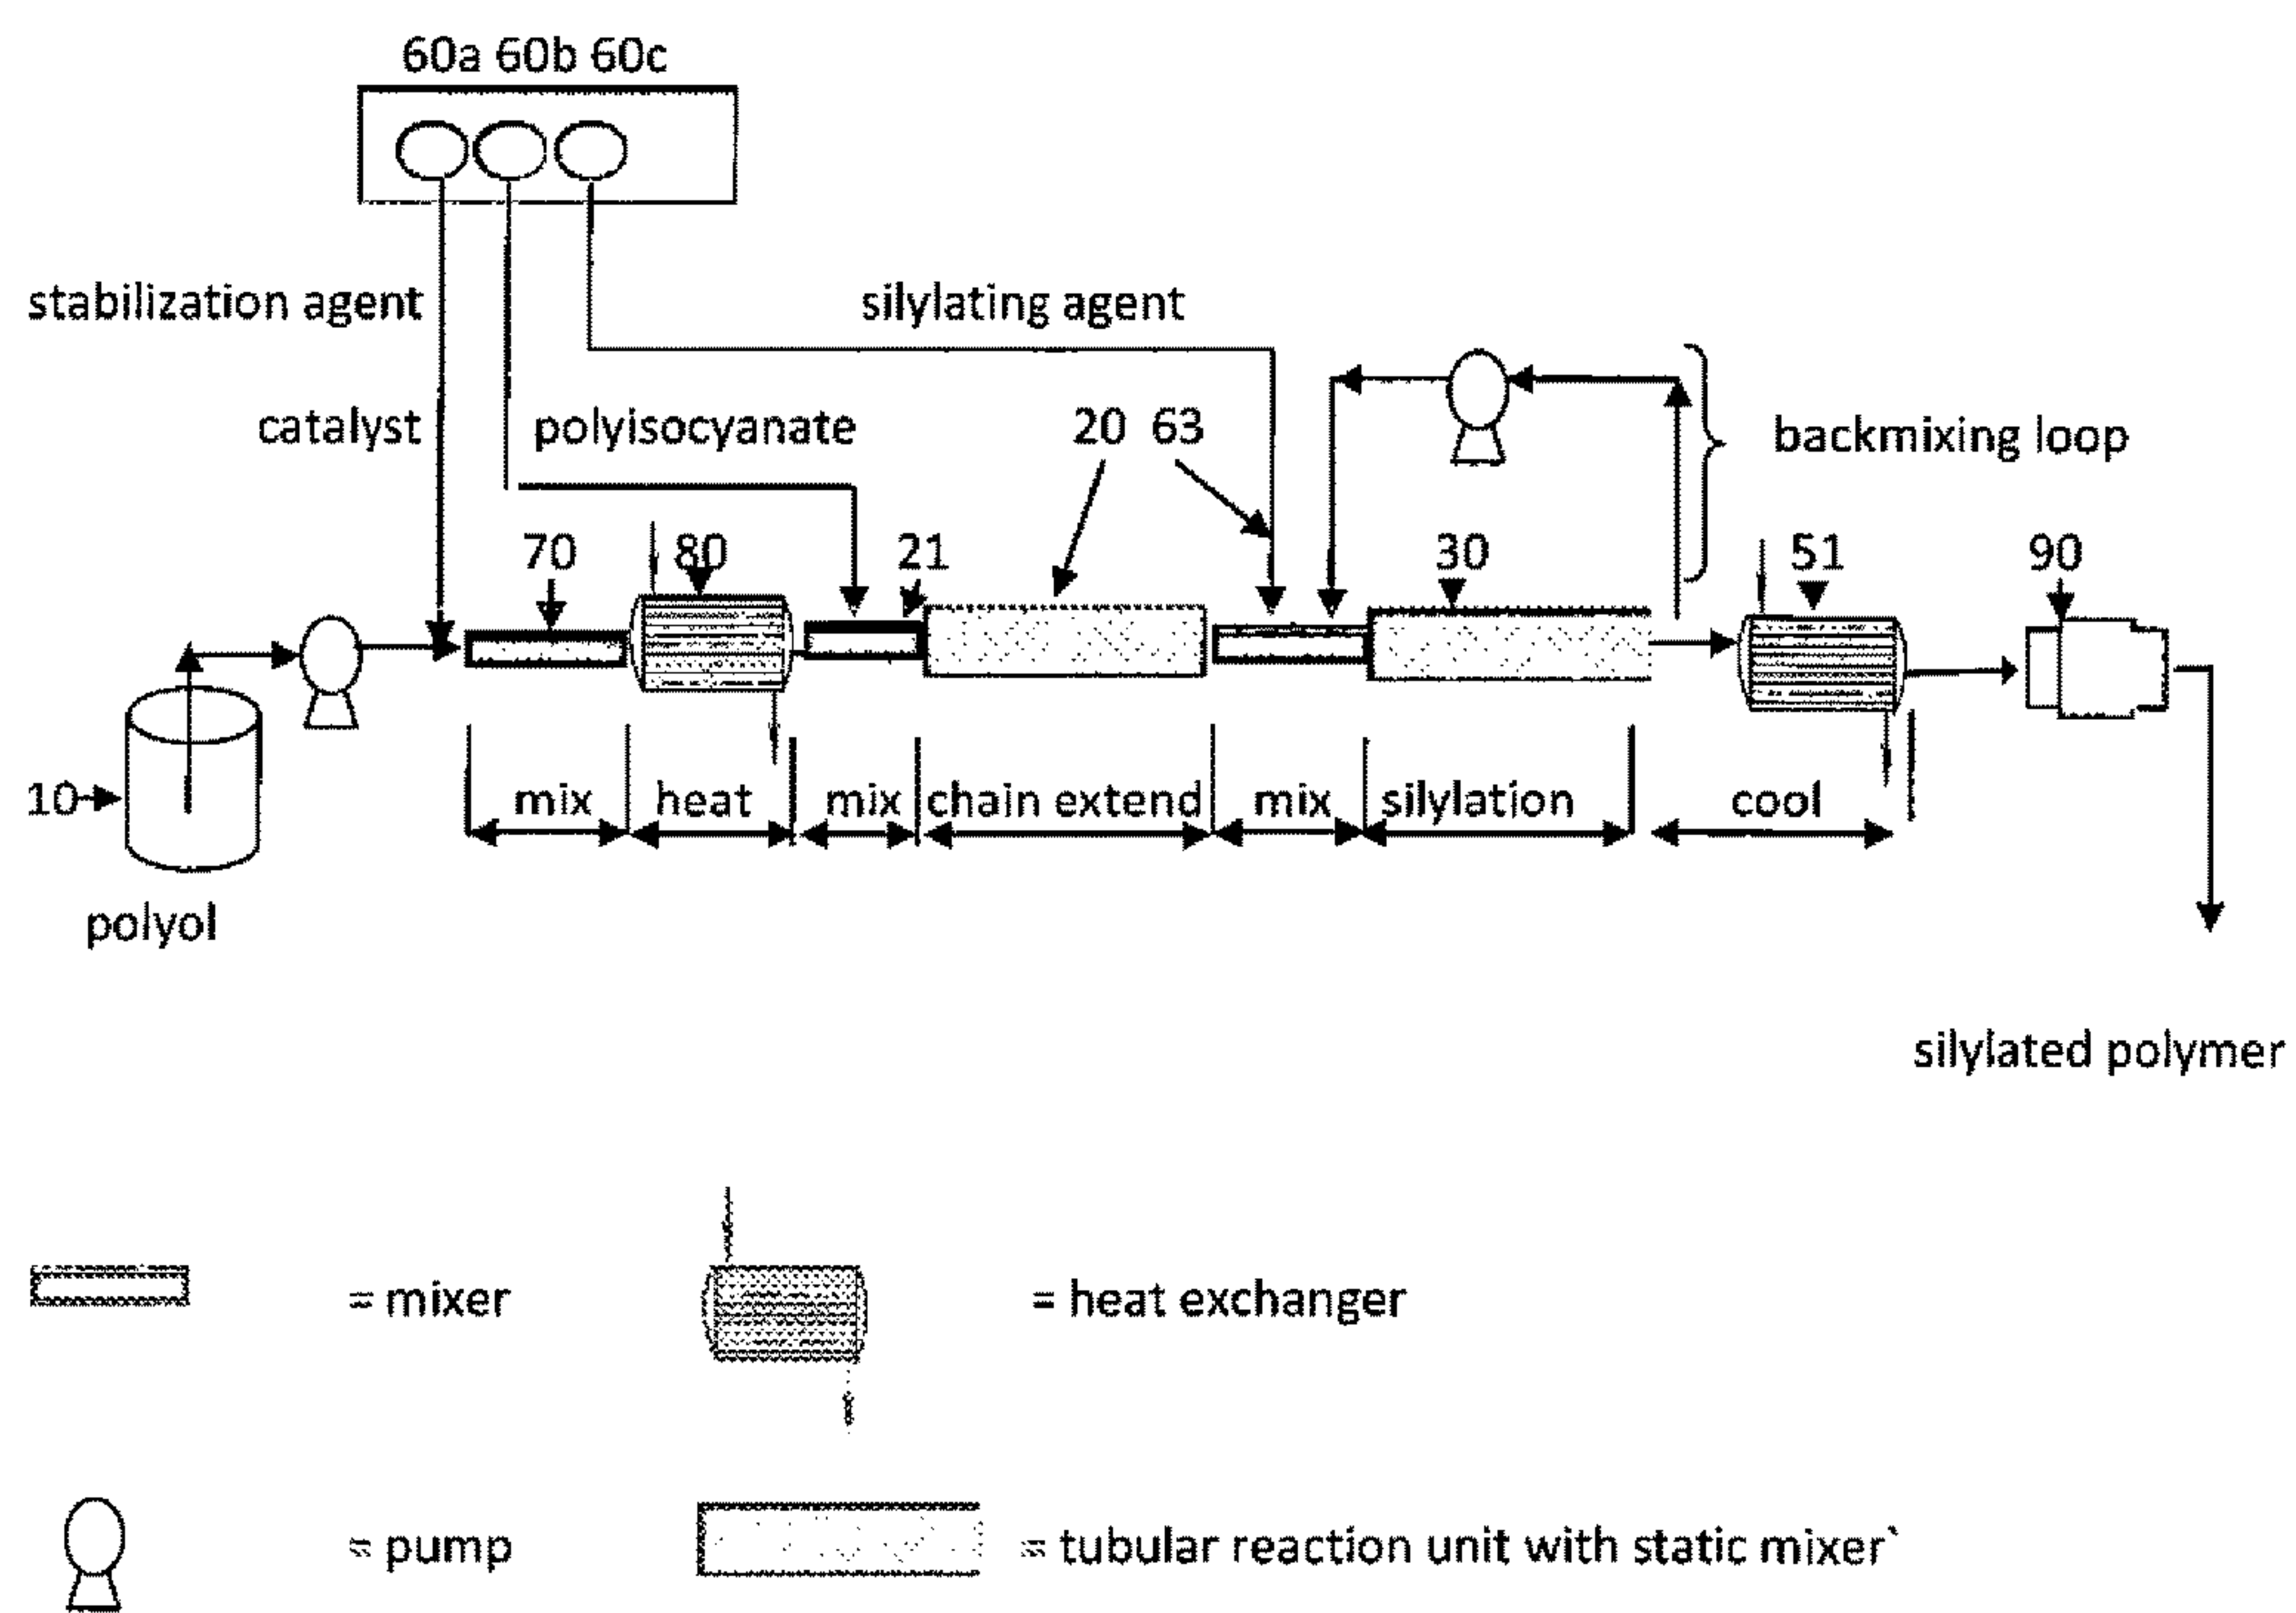 60a 60b 60c
stabilization agent
silylating agent
catalyst
polyisocyanate
20 63
backmixing loop
70
80
21
30
51
90
10
mix
heat
mix
chain extend
mix
silylation
cool
polyol
silylated polymer
= mixer
= heat exchanger
= pump
= tubular reaction unit with static mixer`